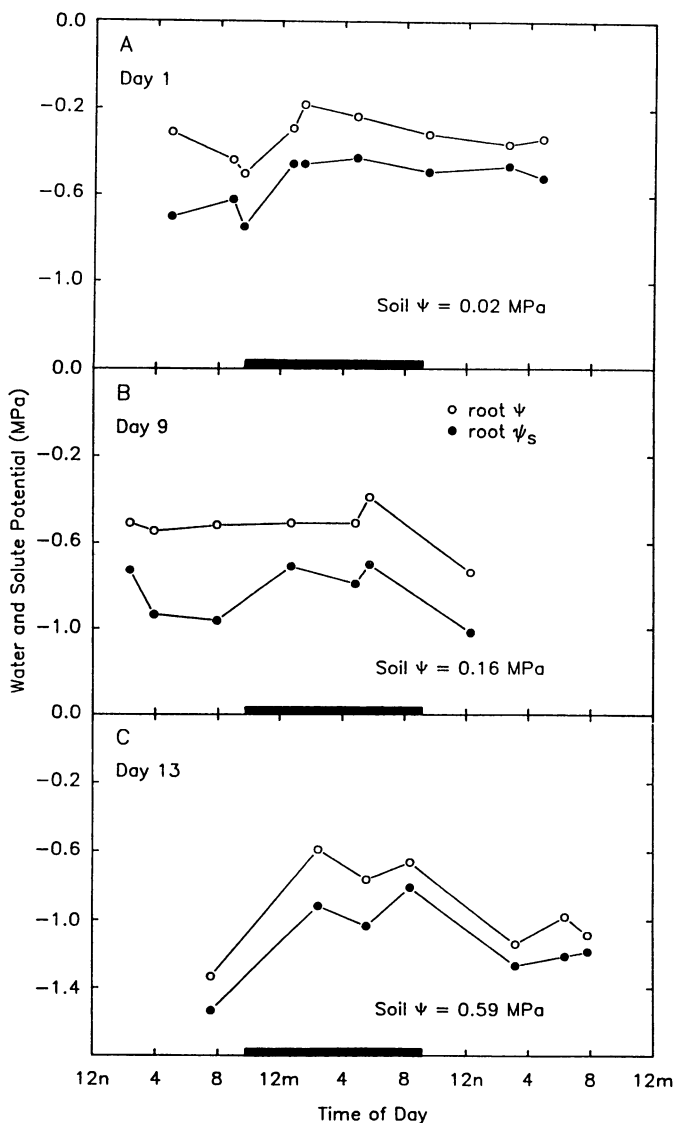 0.0
A
Day 1
−0.2
−0.6
−1.0
Soil Ψ = 0.02 MPa
0.0
B
Day 9
○ root Ψ
● root ψs
−0.2
−0.6
−1.0
Soil Ψ = 0.16 MPa
0.0
C
Day 13
−0.2
−0.6
−1.0
−1.4
Soil Ψ = 0.59 MPa
Water and Solute Potential (MPa)
12n 4 8 12m 4 8 12n 4 8 12m
Time of Day